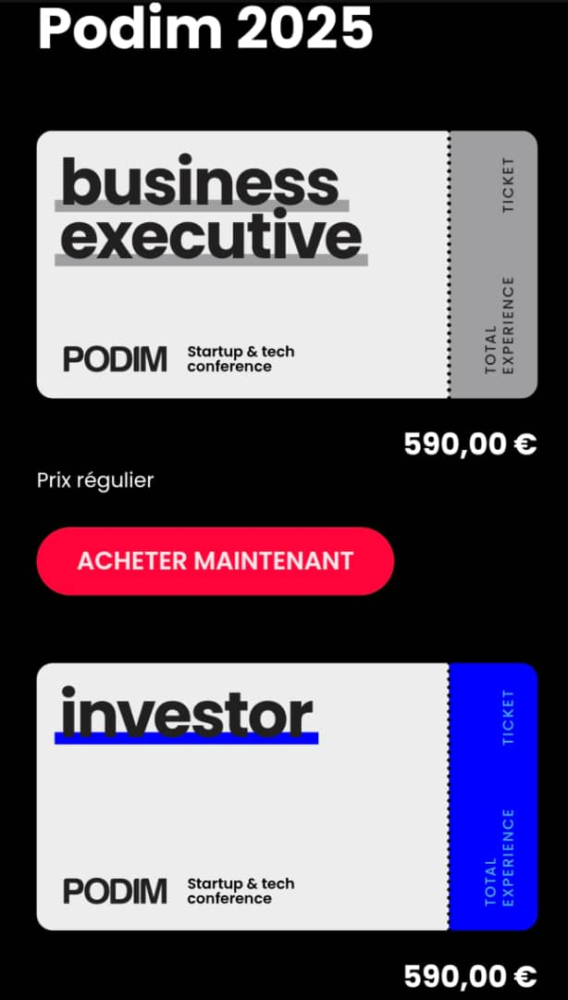 Podim 2025
business
executive
TICKET
TOTAL
EXPERIENCE
PODIM
Startup & tech
conference
590,00 €
Prix régulier
ACHETER MAINTENANT
investor
TICKET
TOTAL
EXPERIENCE
PODIM
Startup & tech
conference
590,00 €